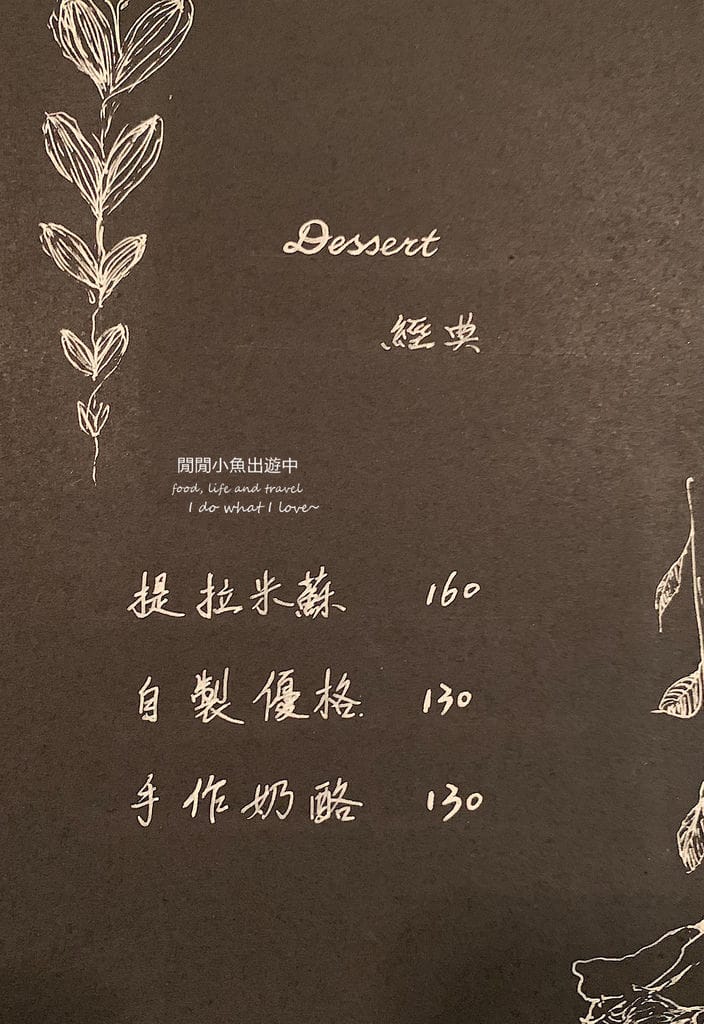 Dessert
經典
閒閒小魚出遊中
food, life and travel
I do what I love~
提拉米蘇 160
自製優格 130
手作奶酪 130